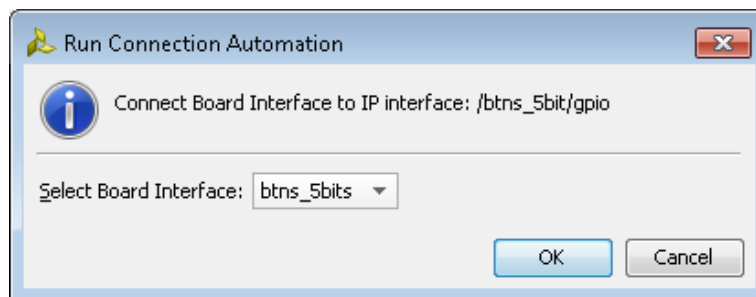 Run Connection Automation
Connect Board Interface to IP interface: /btns_5bit/gpio
Select Board Interface: btns_5bits
OK Cancel